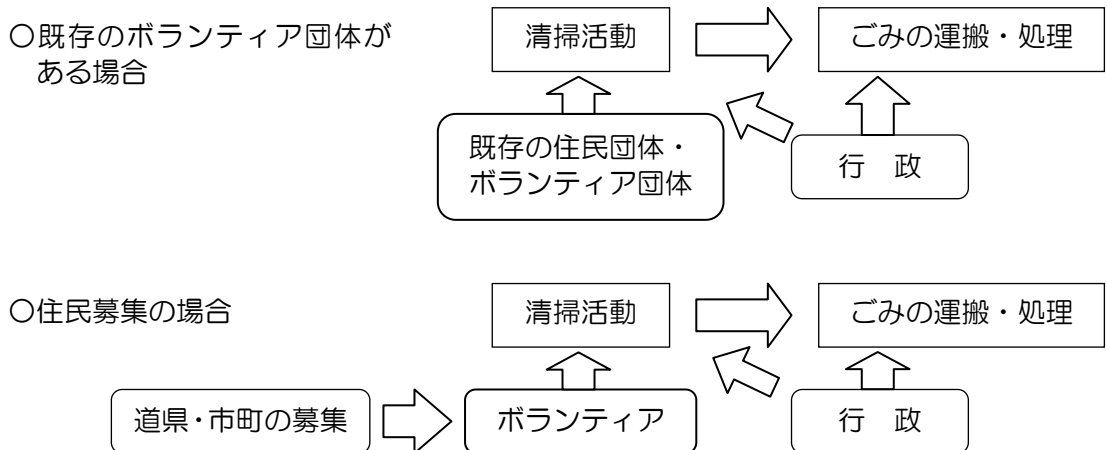 ○既存のボランティア団体が
ある場合
清掃活動
ごみの運搬・処理
既存の住民団体・
ボランティア団体
行 政
○住民募集の場合
清掃活動
ごみの運搬・処理
道県・市町の募集
ボランティア
行 政